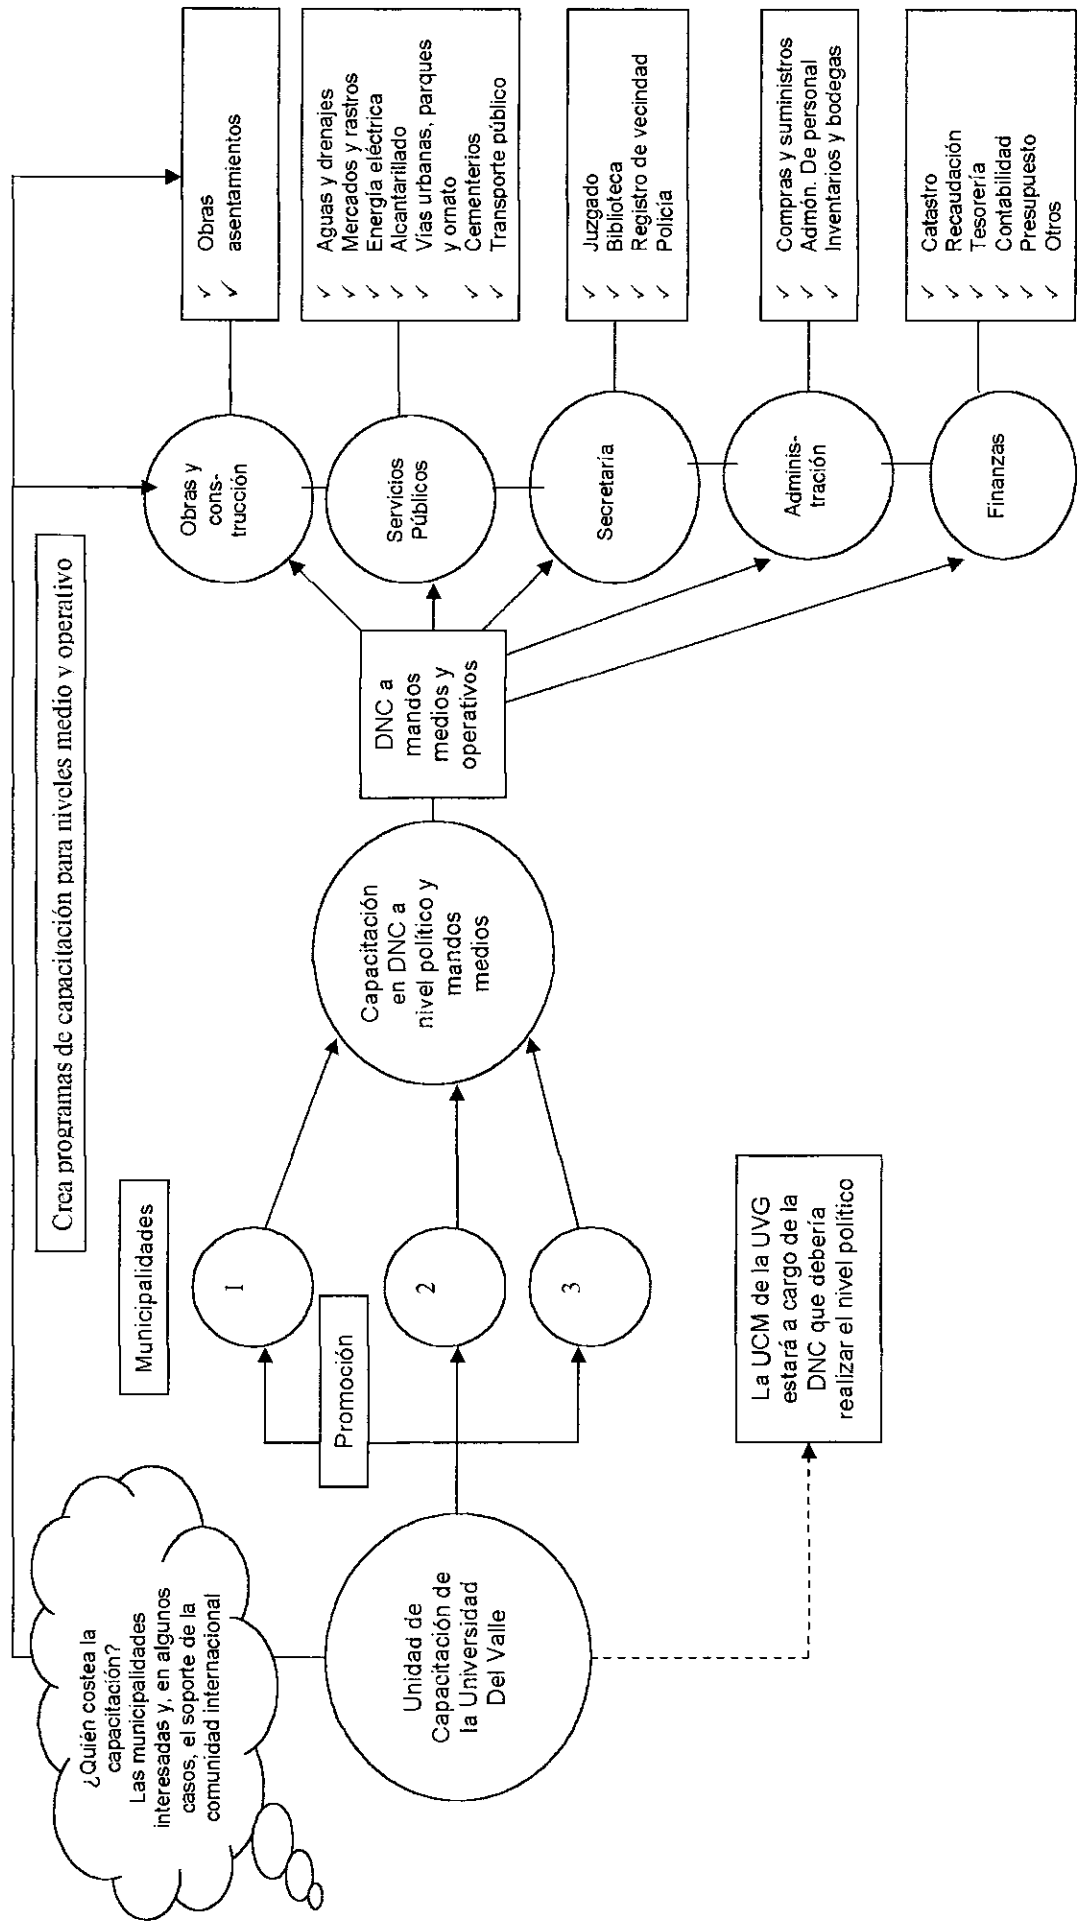 ¿Quién costea la
capacitación?
Las municipalidades
interesadas y, en algunos
casos, el soporte de la
comunidad internacional
Crea programas de capacitación para niveles medio y operativo
Municipalidades
Unidad de
Capacitación de
la Universidad
Del Valle
Promoción
1
2
3
La UCM de la UVG
estará a cargo de la
DNC que debería
realizar el nivel político
Capacitación
en DNC a
nivel político y
mandos
medios
DNC a
mandos
medios y
operativos
Obras y
cons-
trucción
Servicios
Públicos
Secretaría
Adminis-
tración
Finanzas
✓ Obras
✓ asentamientos
✓ Aguas y drenajes
✓ Mercados y rastros
✓ Energía eléctrica
✓ Alcantarillado
✓ Vias urbanas, parques
y ornato
✓ Cementerios
✓ Transporte público
✓ Juzgado
✓ Biblioteca
✓ Registro de vecindad
✓ Policía
✓ Compras y suministros
✓ Admón. De personal
✓ Inventarios y bodegas
✓ Catastro
✓ Recaudación
✓ Tesorería
✓ Contabilidad
✓ Presupuesto
✓ Otros